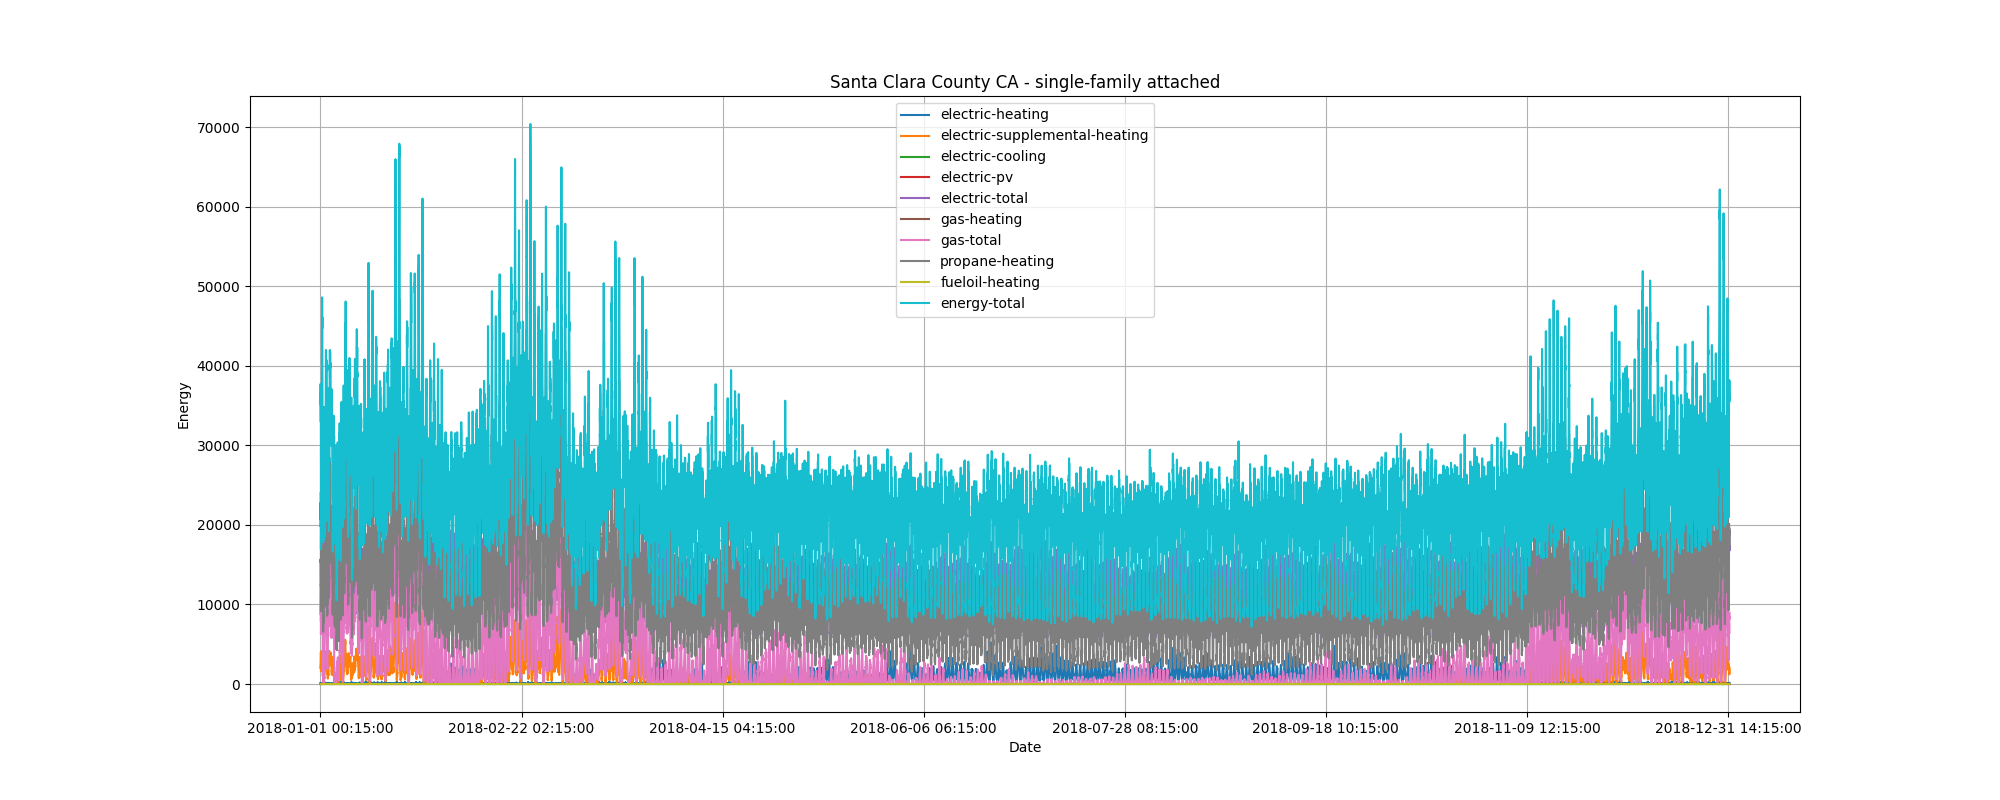 Santa Clara County CA - single-family attached
electric-heating
electric-supplemental-heating
electric-cooling
electric-pv
electric-total
gas-heating
gas-total
propane-heating
fueloil-heating
energy-total
70000
60000
50000
40000
30000
20000
10000
0
Energy
2018-01-01 00:15:00 2018-02-22 02:15:00 2018-04-15 04:15:00 2018-06-06 06:15:00 2018-07-28 08:15:00 2018-09-18 10:15:00 2018-11-09 12:15:00 2018-12-31 14:15:00
Date